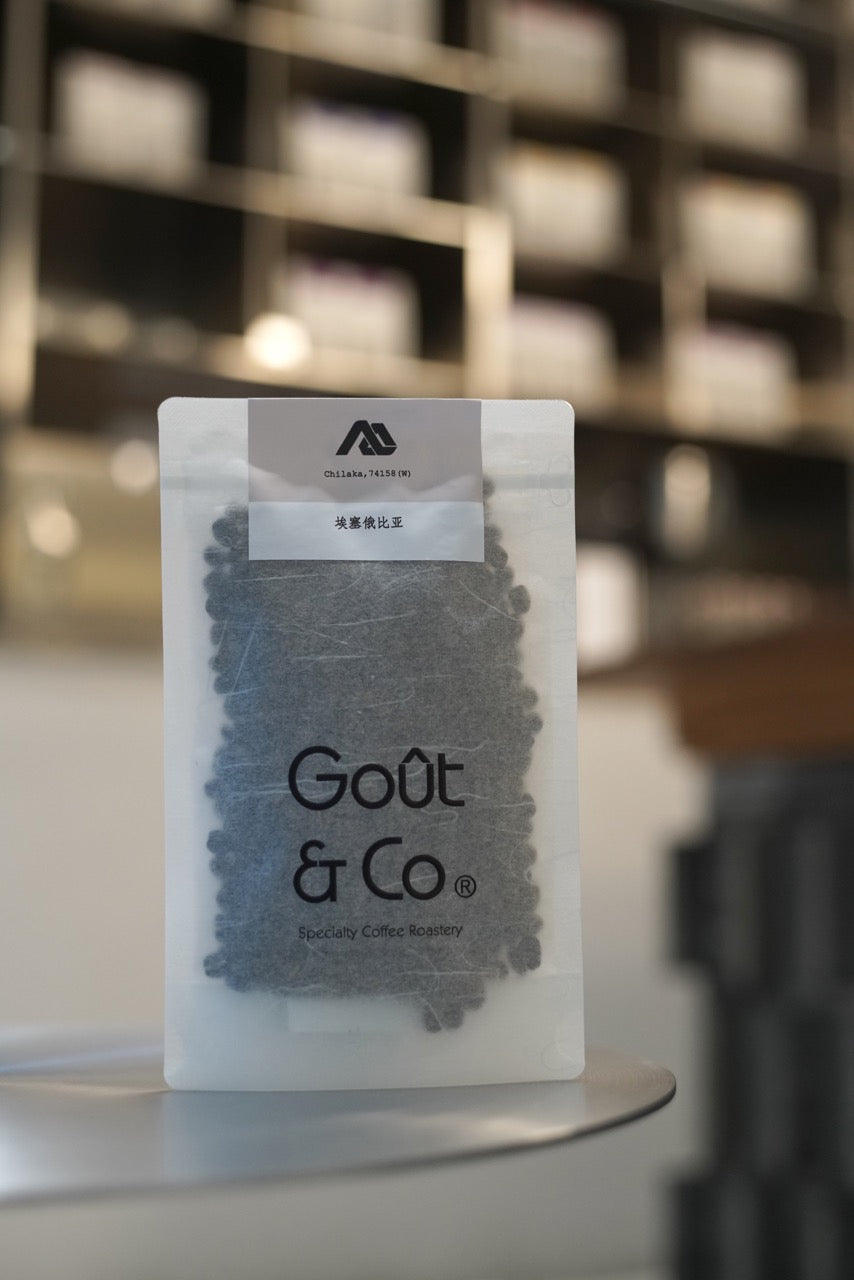 Chilaka,74158(W)
埃塞俄比亚
Goût
& Co®
Specialty Coffee Roastery